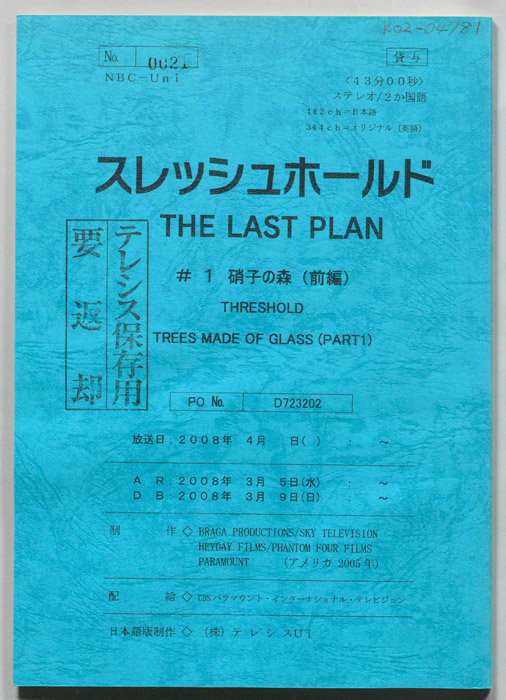 K02-04781
No. 0021
貸与
NBC-Uni
〈43分00秒〉
ステレオ/2か国語
1&2ch=日本語
3&4ch=オリジナル（英語）
スレッシュホールド
THE LAST PLAN
# 1 硝子の森（前編）
THRESHOLD
TREES MADE OF GLASS (PART1)
テレシス保存用
要返却
PO No. D723202
放送日：2008年 4月 日( ) : ～
AR：2008年 3月 5日(水) : ～
DB：2008年 3月 9日(日) : ～
制 作 ◇ BRAGA PRODUCTIONS/SKY TELEVISION
HEYDAY FILMS/PHANTOM FOUR FILMS
PARAMOUNT （アメリカ 2005年）
配 給 ◇ CBSパラマウント・インターナショナル・テレビジョン
日本語版制作 ◇ （株）テレシスUi